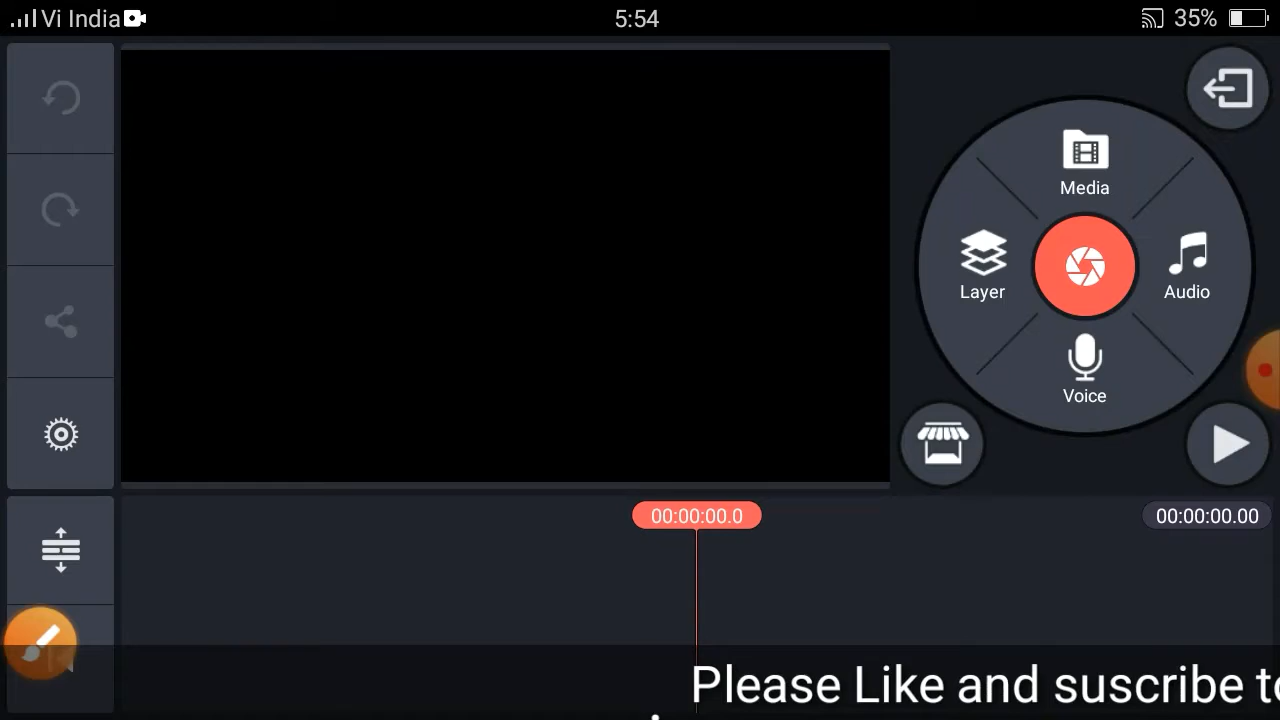 Vi India
5:54
35%
Media
Layer
Audio
Voice
00:00:00.0
00:00:00.00
Please Like and suscribe